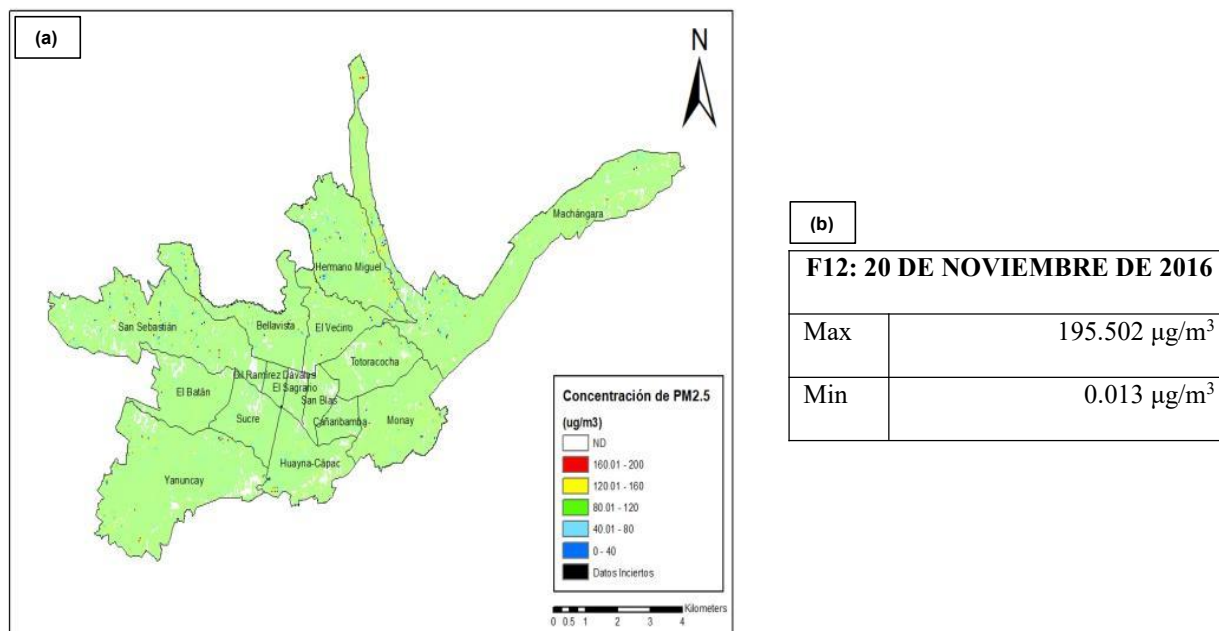 (a)
N
Machángara
Hermano Miguel
San Sebastián
Bellavista
El Vecino
Totoracocha
Gil Ramírez Dávalos
El Batán
El Sagrario
San Blas
Sucre
Cañaribamba
Monay
Huayna-Cápac
Yanuncay
Concentración de PM2.5
(ug/m3)
ND
160.01 - 200
120.01 - 160
80.01 - 120
40.01 - 80
0 - 40
Datos Inciertos
Kilometers
0 0.5 1 2 3 4
(b)
F12: 20 DE NOVIEMBRE DE 2016
Max 195.502 µg/m³
Min 0.013 µg/m³